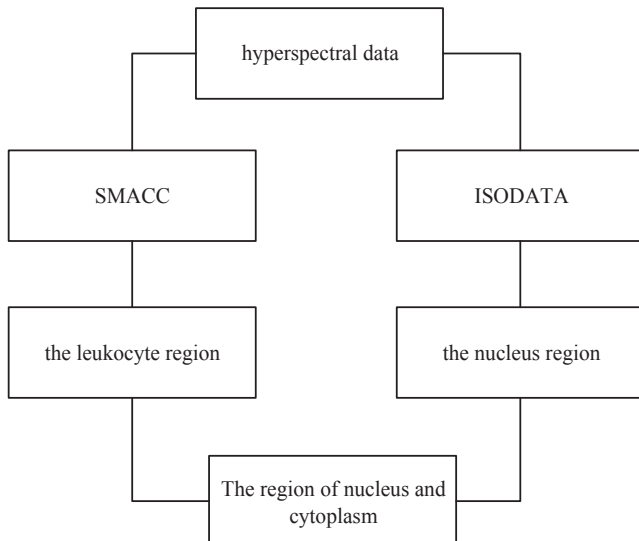 hyperspectral data
SMACC
ISODATA
the leukocyte region
the nucleus region
The region of nucleus and
cytoplasm